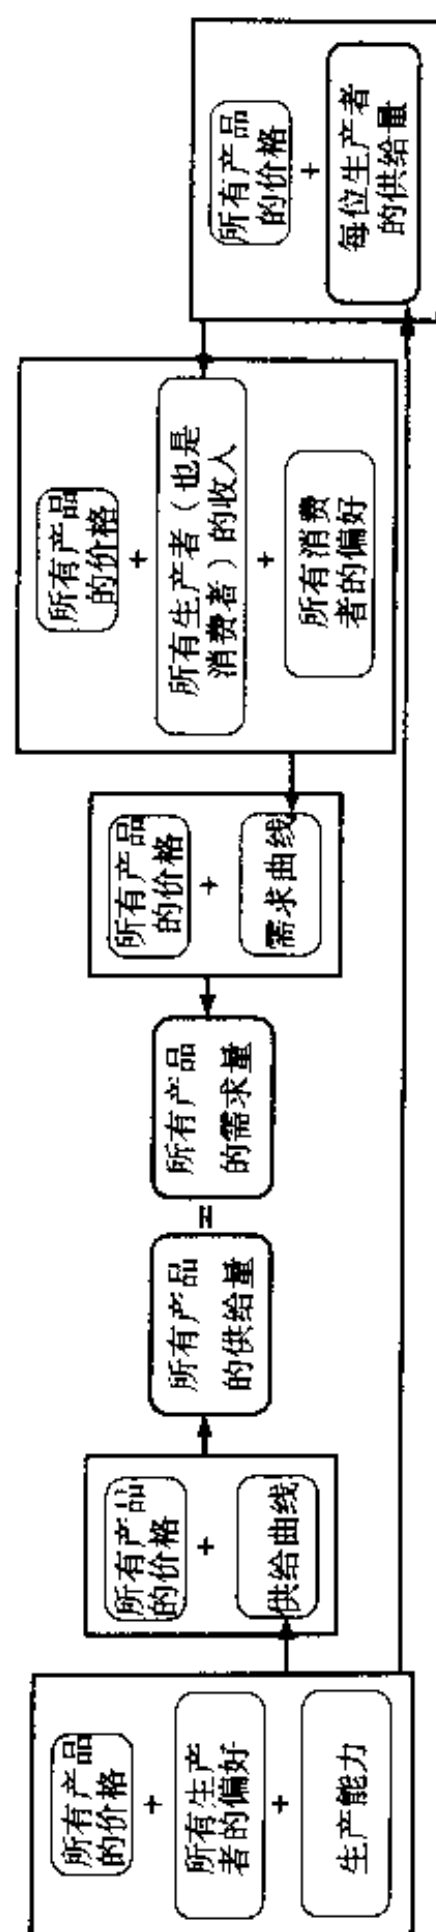 所有产品
的价格
+
所有生产
者的偏好
+
生产能力
所有产品
的价格
+
供给曲线
所有产品
的供给量
=
所有产品
的需求量
所有产品
的价格
+
需求曲线
所有产品
的价格
+
所有生产者（也是
消费者）的收人
+
所有消费
者的偏好
所有产品
的价格
+
每位生产者
的供给量